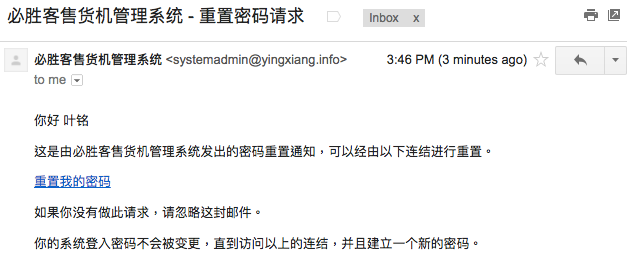 必胜客售货机管理系统 - 重置密码请求
Inbox x
必胜客售货机管理系统 <systemadmin@yingxiang.info>
3:46 PM (3 minutes ago)
to me
你好 叶铭
这是由必胜客售货机管理系统发出的密码重置通知，可以经由以下连结进行重置。
重置我的密码
如果你没有做此请求，请忽略这封邮件。
你的系统登入密码不会被变更，直到访问以上的连结，并且建立一个新的密码。